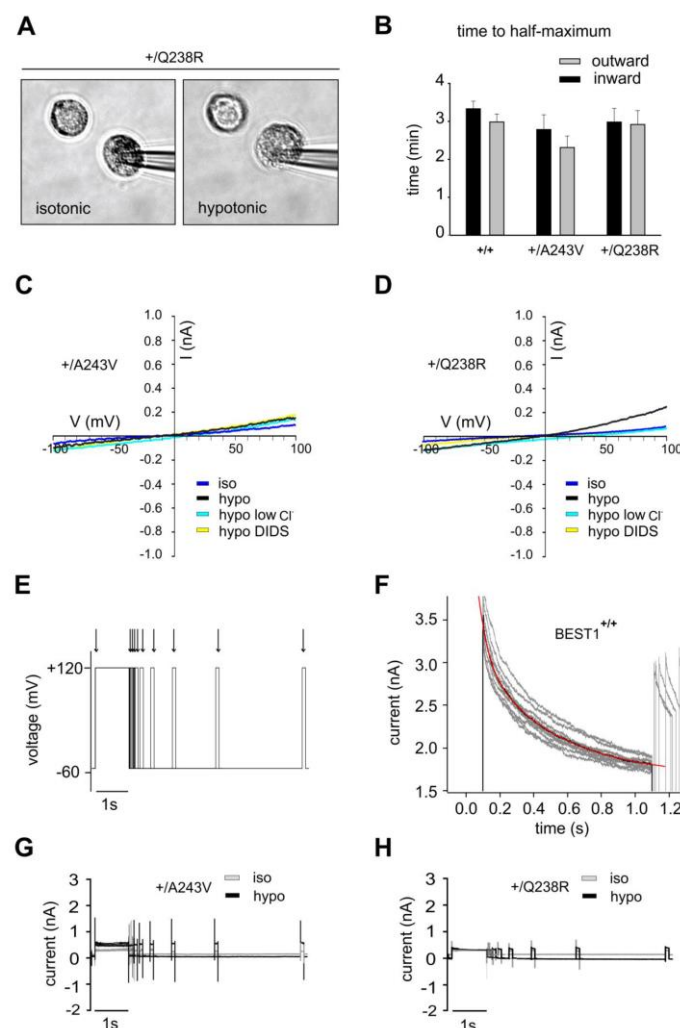 A
+/Q238R
isotonic
hypotonic
B
time to half-maximum
outward
inward
time (min)
4
3
2
1
0
+/+
+/A243V
+/Q238R
C
+/A243V
I (nA)
1.0
0.8
0.6
0.4
0.2
V (mV)
-100
-50
50
100
-0.2
-0.4
-0.6
-0.8
-1.0
iso
hypo
hypo low Cl-
hypo DIDS
D
+/Q238R
I (nA)
1.0
0.8
0.6
0.4
0.2
V (mV)
-100
-50
50
100
-0.2
-0.4
-0.6
-0.8
-1.0
iso
hypo
hypo low Cl-
hypo DIDS
E
voltage (mV)
+120
-60
1s
F
BEST1+/+
current (nA)
3.5
3.0
2.5
2.0
1.5
0.0 0.2 0.4 0.6 0.8 1.0 1.2
time (s)
G
+/A243V
iso
hypo
current (nA)
3
2
1
0
-1
-2
1s
H
+/Q238R
iso
hypo
current (nA)
3
2
1
0
-1
-2
1s